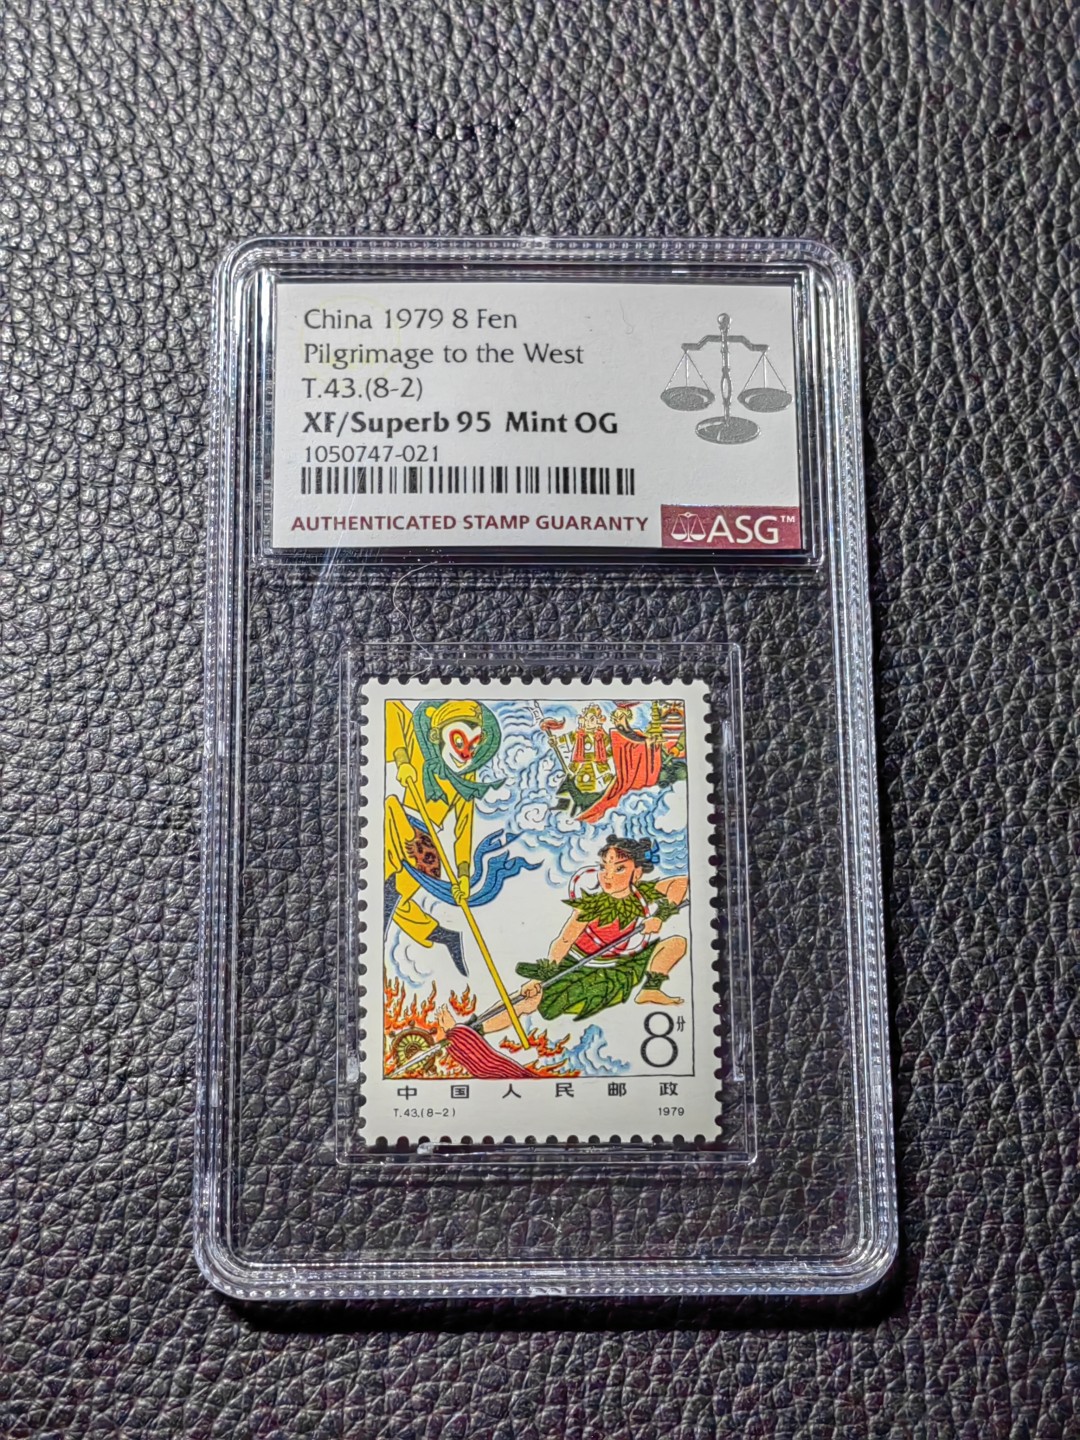 China 1979 8 Fen
Pilgrimage to the West
T.43.(8-2)
XF/Superb 95 Mint OG
1050747-021
AUTHENTICATED STAMP GUARANTY
ASG™
8分
中国人民邮政
T.43.(8-2) 1979